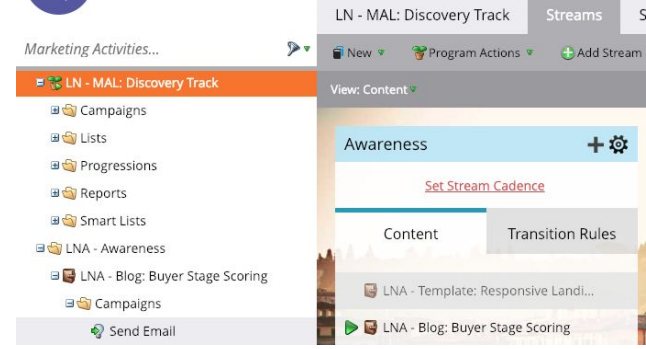 Marketing Activities...
LN - MAL: Discovery Track
Campaigns
Lists
Progressions
Reports
Smart Lists
LNA - Awareness
LNA - Blog: Buyer Stage Scoring
Campaigns
Send Email
LN - MAL: Discovery Track Streams S
New Program Actions Add Stream
View: Content
Awareness
Set Stream Cadence
Content Transition Rules
LNA - Template: Responsive Landi...
LNA - Blog: Buyer Stage Scoring